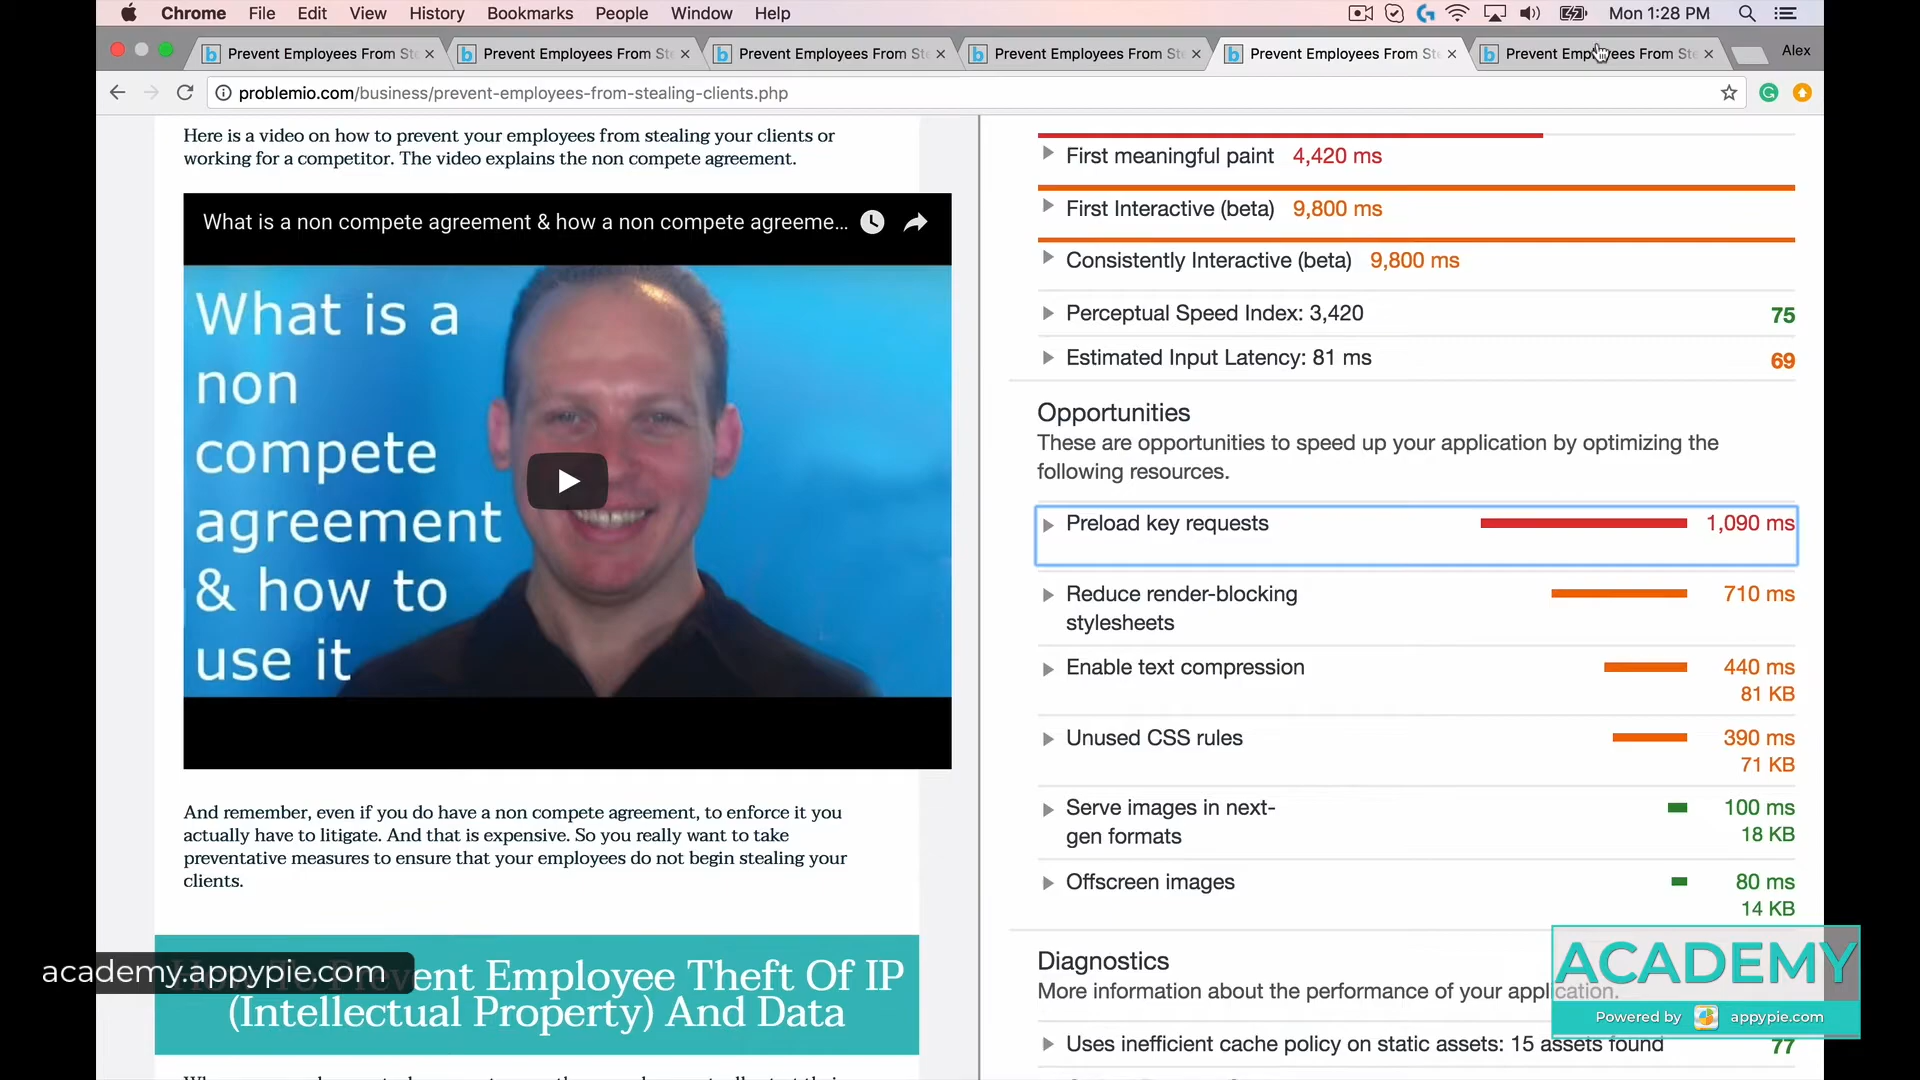 Chrome File Edit View History Bookmarks People Window Help
Mon 1:28 PM
Prevent Employees From Ste
Prevent Employees From Ste
Prevent Employees From Ste
Prevent Employees From Ste
Prevent Employees From Ste
Prevent Employees From Ste
Alex
problemio.com/business/prevent-employees-from-stealing-clients.php
Here is a video on how to prevent your employees from stealing your clients or
working for a competitor. The video explains the non compete agreement.
What is a non compete agreement & how a non compete agreeme...
What is a
non
compete
agreement
& how to
use it
And remember, even if you do have a non compete agreement, to enforce it you
actually have to litigate. And that is expensive. So you really want to take
preventative measures to ensure that your employees do not begin stealing your
clients.
How To Prevent Employee Theft Of IP
(Intellectual Property) And Data
academy.appypie.com
First meaningful paint 4,420 ms
First Interactive (beta) 9,800 ms
Consistently Interactive (beta) 9,800 ms
Perceptual Speed Index: 3,420 75
Estimated Input Latency: 81 ms 69
Opportunities
These are opportunities to speed up your application by optimizing the
following resources.
Preload key requests 1,090 ms
Reduce render-blocking 710 ms
stylesheets
Enable text compression 440 ms
81 KB
Unused CSS rules 390 ms
71 KB
Serve images in next- 100 ms
gen formats 18 KB
Offscreen images 80 ms
14 KB
Diagnostics
More information about the performance of your application.
Uses inefficient cache policy on static assets: 15 assets found 77
ACADEMY
Powered by appypie.com